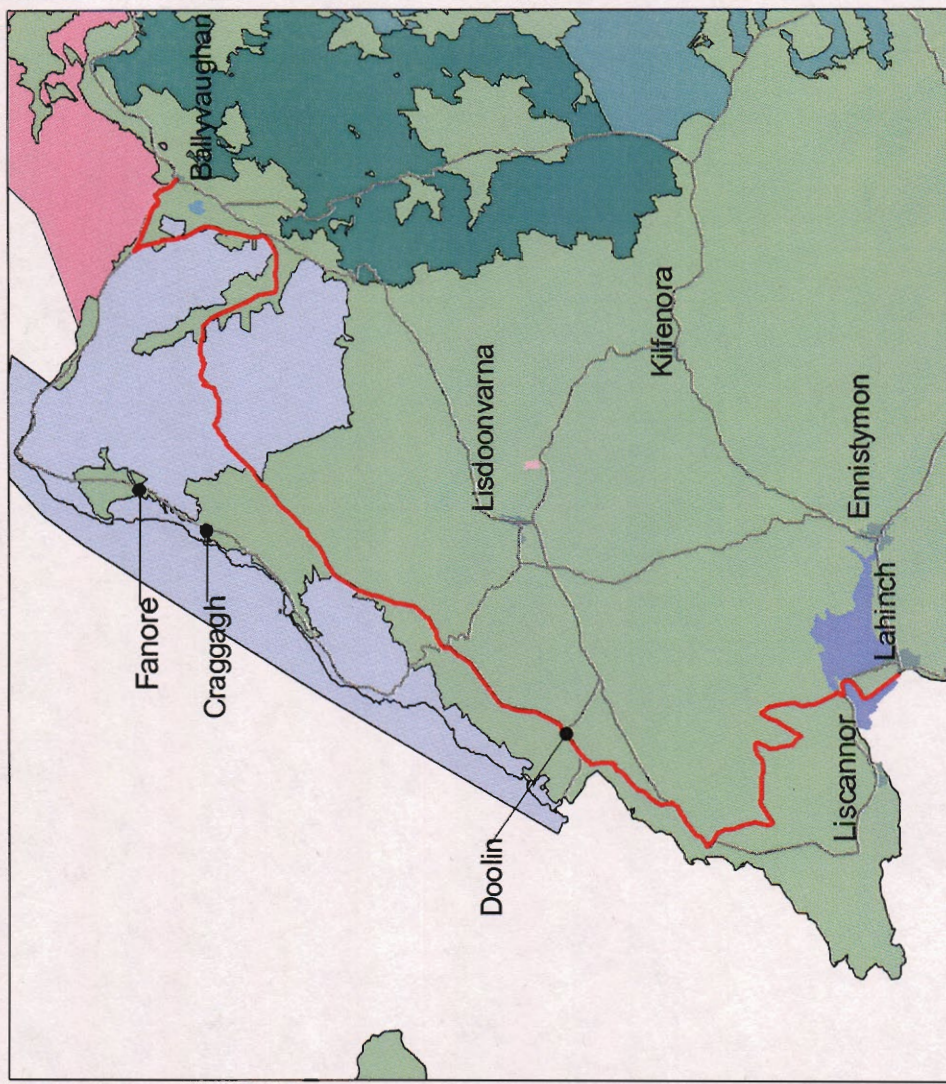 Ballyvaughan
Fanore
Craggagh
Lisdoonvarna
Kilfenora
Doolin
Ennistymon
Lahinch
Liscannor